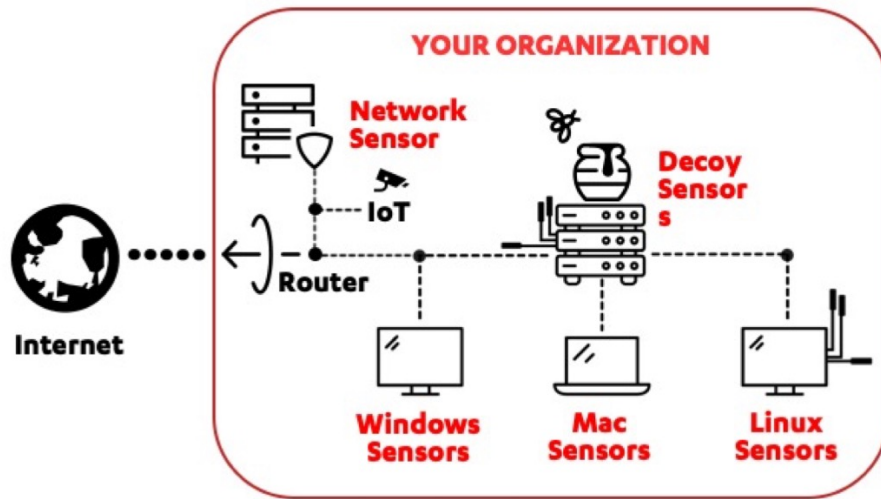 YOUR ORGANIZATION
Network
Sensor
IoT
Decoy
Sensor
s
Router
Internet
Windows
Sensors
Mac
Sensors
Linux
Sensors